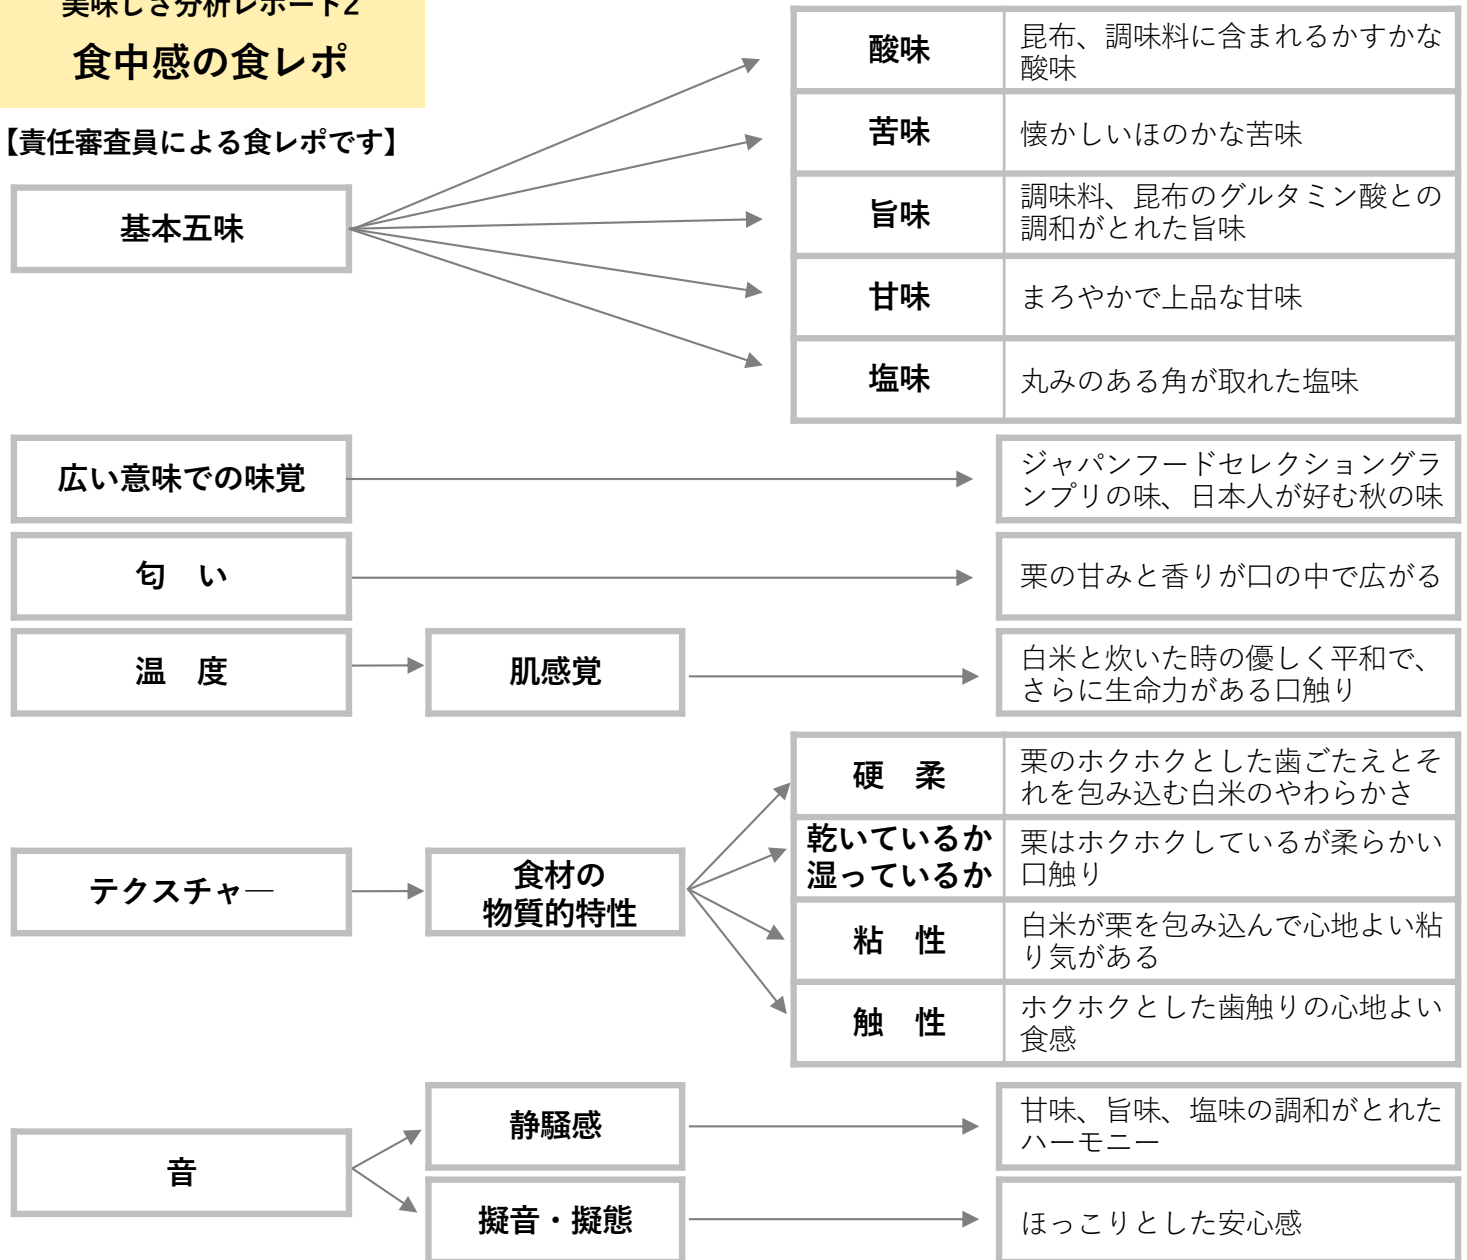 美味しさ分析レポート2
食中感の食レポ
【責任審査員による食レポです】
基本五味
酸味
昆布、調味料に含まれるかすかな
酸味
苦味
懐かしいほのかな苦味
旨味
調味料、昆布のグルタミン酸との
調和がとれた旨味
甘味
まろやかで上品な甘味
塩味
丸みのある角が取れた塩味
広い意味での味覚
ジャパンフードセレクショングラ
ンプリの味、日本人が好む秋の味
匂　い
栗の甘みと香りが口の中で広がる
温　度
肌感覚
白米と炊いた時の優しく平和で、
さらに生命力がある口触り
テクスチャ―
食材の
物質的特性
硬　柔
栗のホクホクとした歯ごたえとそ
れを包み込む白米のやわらかさ
乾いているか
湿っているか
栗はホクホクしているが柔らかい
口触り
粘　性
白米が栗を包み込んで心地よい粘
り気がある
触　性
ホクホクとした歯触りの心地よい
食感
音
静騒感
甘味、旨味、塩味の調和がとれた
ハーモニー
擬音・擬態
ほっこりとした安心感